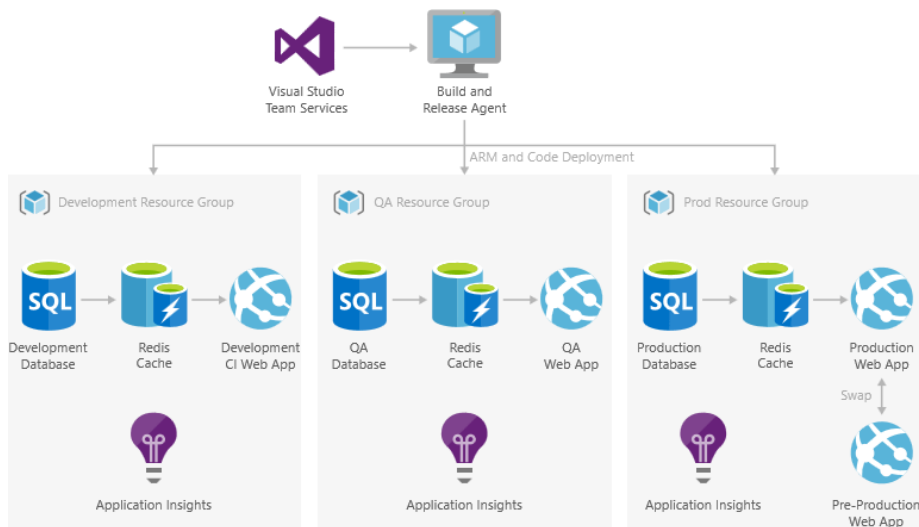 Visual Studio
Team Services
Build and
Release Agent
ARM and Code Deployment
Development Resource Group
SQL
Development
Database
Redis
Cache
Development
CI Web App
Application Insights
QA Resource Group
SQL
QA
Database
Redis
Cache
QA
Web App
Application Insights
Prod Resource Group
SQL
Production
Database
Redis
Cache
Production
Web App
Swap
Application Insights
Pre-Production
Web App